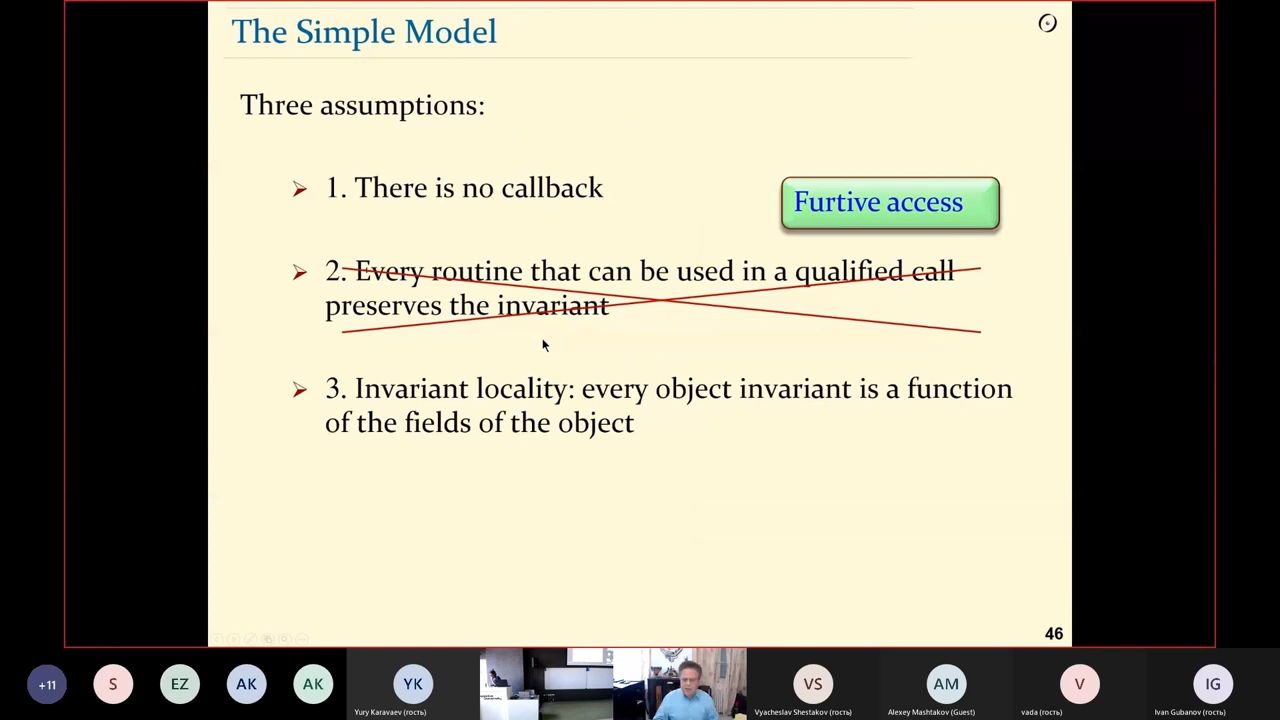 The Simple Model
Three assumptions:
1. There is no callback
Furtive access
2. Every routine that can be used in a qualified call
preserves the invariant
3. Invariant locality: every object invariant is a function
of the fields of the object
46
+11
S
EZ
AK
AK
YK
VS
AM
V
IG
Yury Karavaev (гость)
Vyacheslav Shestakov (гость)
Alexey Mashtakov (Guest)
vada (гость)
Ivan Gubanov (гость)